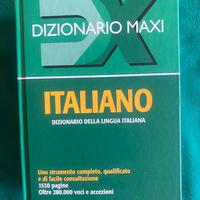 DX
DIZIONARIO MAXI
ITALIANO
DIZIONARIO DELLA LINGUA ITALIANA
Uno strumento completo, qualificato
e di facile consultazione
1530 pagine
Oltre 280.000 voci e accezioni